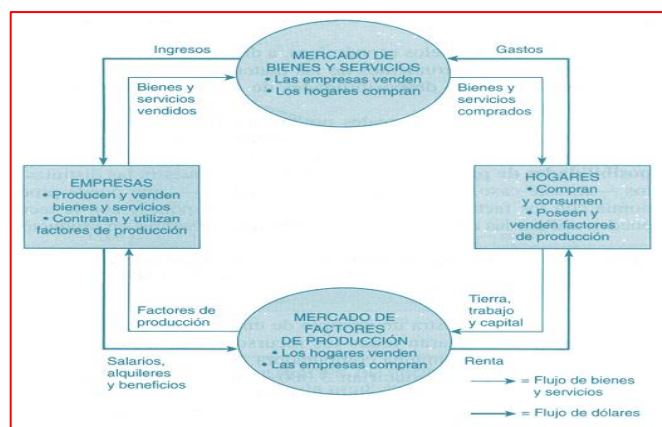 Ingresos
Gastos
MERCADO DE
BIENES Y SERVICIOS
• Las empresas venden
• Los hogares compran
Bienes y
servicios
vendidos
Bienes y
servicios
comprados
EMPRESAS
• Producen y venden
bienes y servicios
• Contratan y utilizan
factores de producción
HOGARES
• Compran
y consumen
• Poseen y
venden factores
de producción
Factores de
producción
Tierra,
trabajo
y capital
MERCADO DE
FACTORES
DE PRODUCCIÓN
• Los hogares venden
• Las empresas compran
Salarios,
alquileres
y beneficios
Renta
= Flujo de bienes
y servicios
= Flujo de dólares